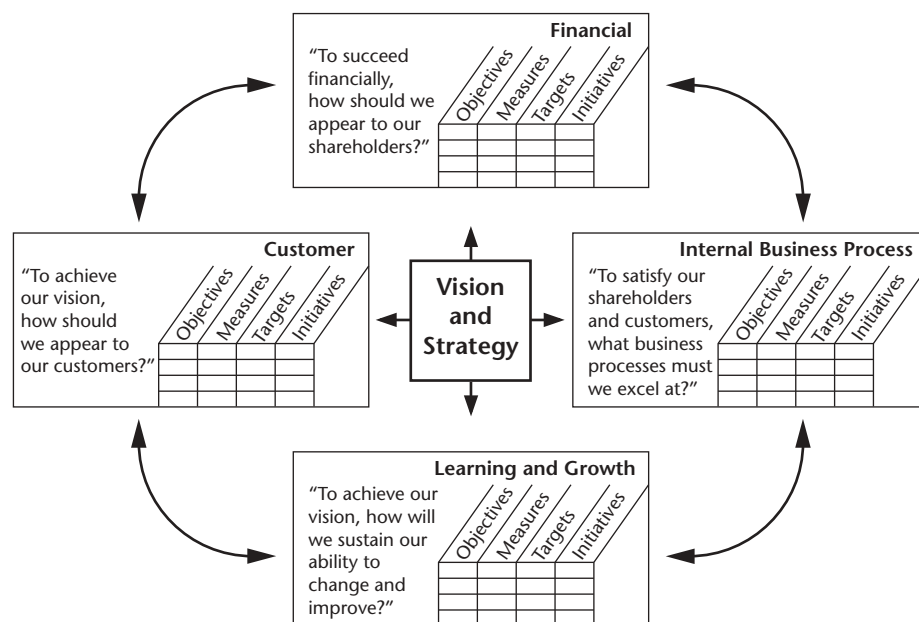 Financial
“To succeed
financially,
how should we
appear to our
shareholders?”
Objectives
Measures
Targets
Initiatives
Customer
“To achieve
our vision,
how should
we appear to
our customers?”
Objectives
Measures
Targets
Initiatives
Vision
and
Strategy
Internal Business Process
“To satisfy our
shareholders
and customers,
what business
processes must
we excel at?”
Objectives
Measures
Targets
Initiatives
Learning and Growth
“To achieve our
vision, how will
we sustain our
ability to
change and
improve?”
Objectives
Measures
Targets
Initiatives